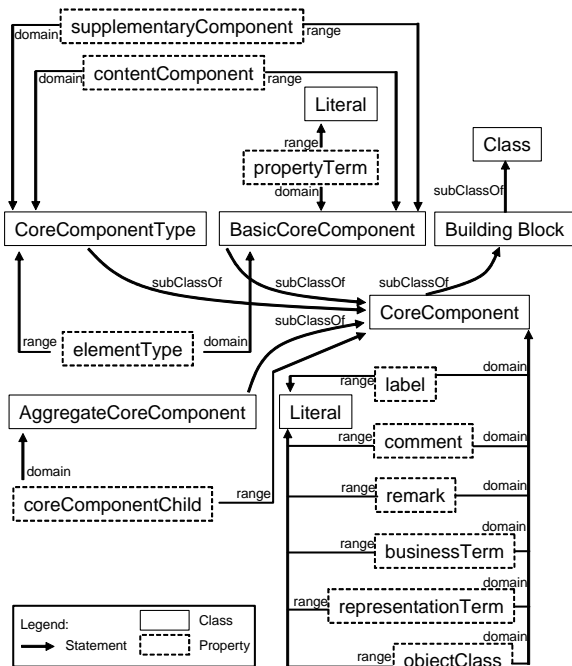 supplementaryComponent
domain
range
contentComponent
domain
range
Literal
range
propertyTerm
domain
Class
subClassOf
CoreComponentType
BasicCoreComponent
Building Block
subClassOf
subClassOf
subClassOf
CoreComponent
subClassOf
range
elementType
domain
AggregateCoreComponent
Literal
range
label
domain
range
comment
domain
domain
coreComponentChild
range
range
remark
domain
range
businessTerm
domain
range
representationTerm
domain
range
objectClass
domain
Legend:
Class
Statement
Property